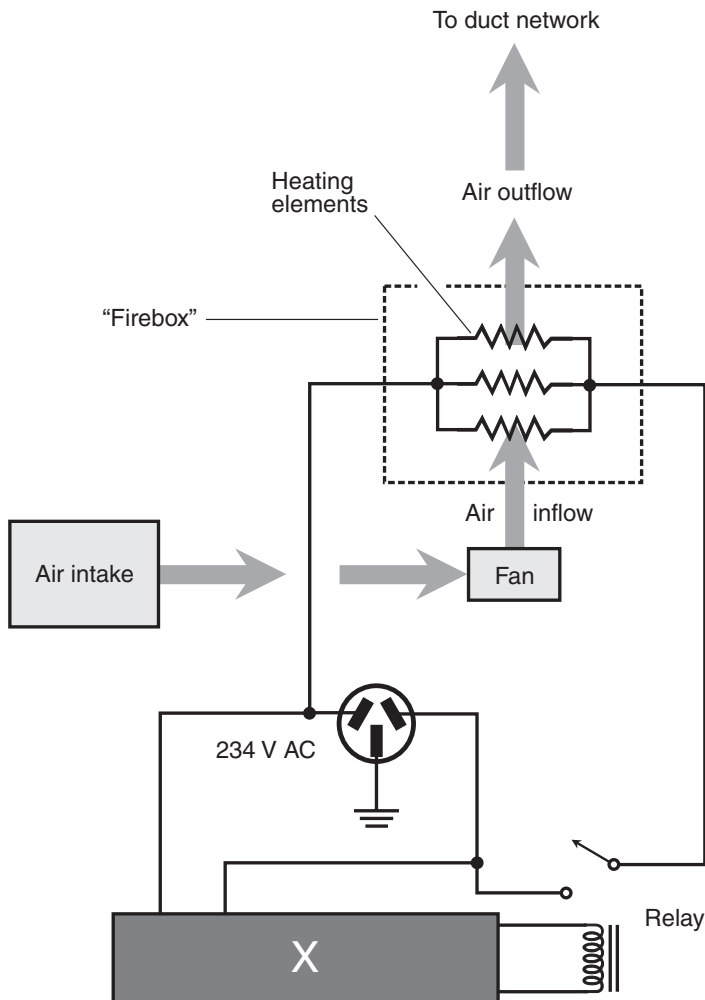 To duct network
Heating
elements
Air outflow
“Firebox”
Air inflow
Air intake
Fan
234 V AC
Relay
X